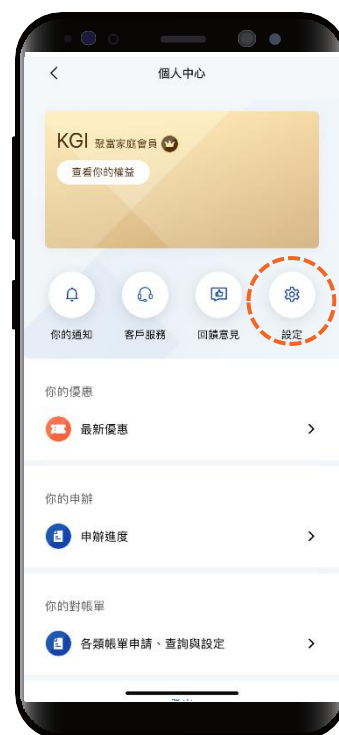 個人中心
KGI 聚富家庭會員
查看你的權益
你的通知 客戶服務 回饋意見 設定
你的優惠
最新優惠
你的申辦
申辦進度
你的對帳單
各類帳單申請、查詢與設定